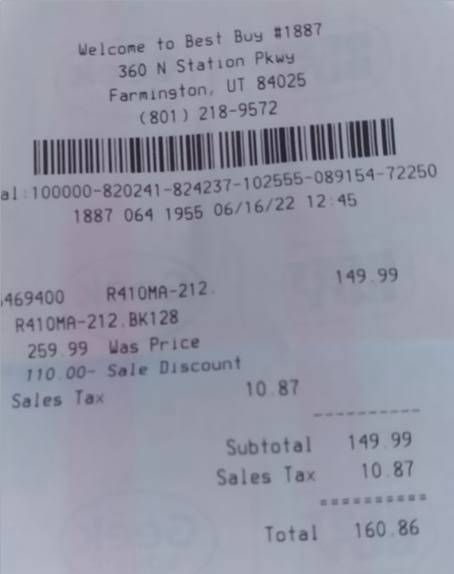 Welcome to Best Buy #1887
360 N Station Pkwy
Farmington, UT 84025
(801) 218-9572
al:100000-820241-824237-102555-089154-72250
1887 064 1955 06/16/22 12:45
469400 R410MA-212. 149.99
R410MA-212.BK128
259.99 Was Price
110.00- Sale Discount
Sales Tax 10.87
----------
Subtotal 149.99
Sales Tax 10.87
==========
Total 160.86